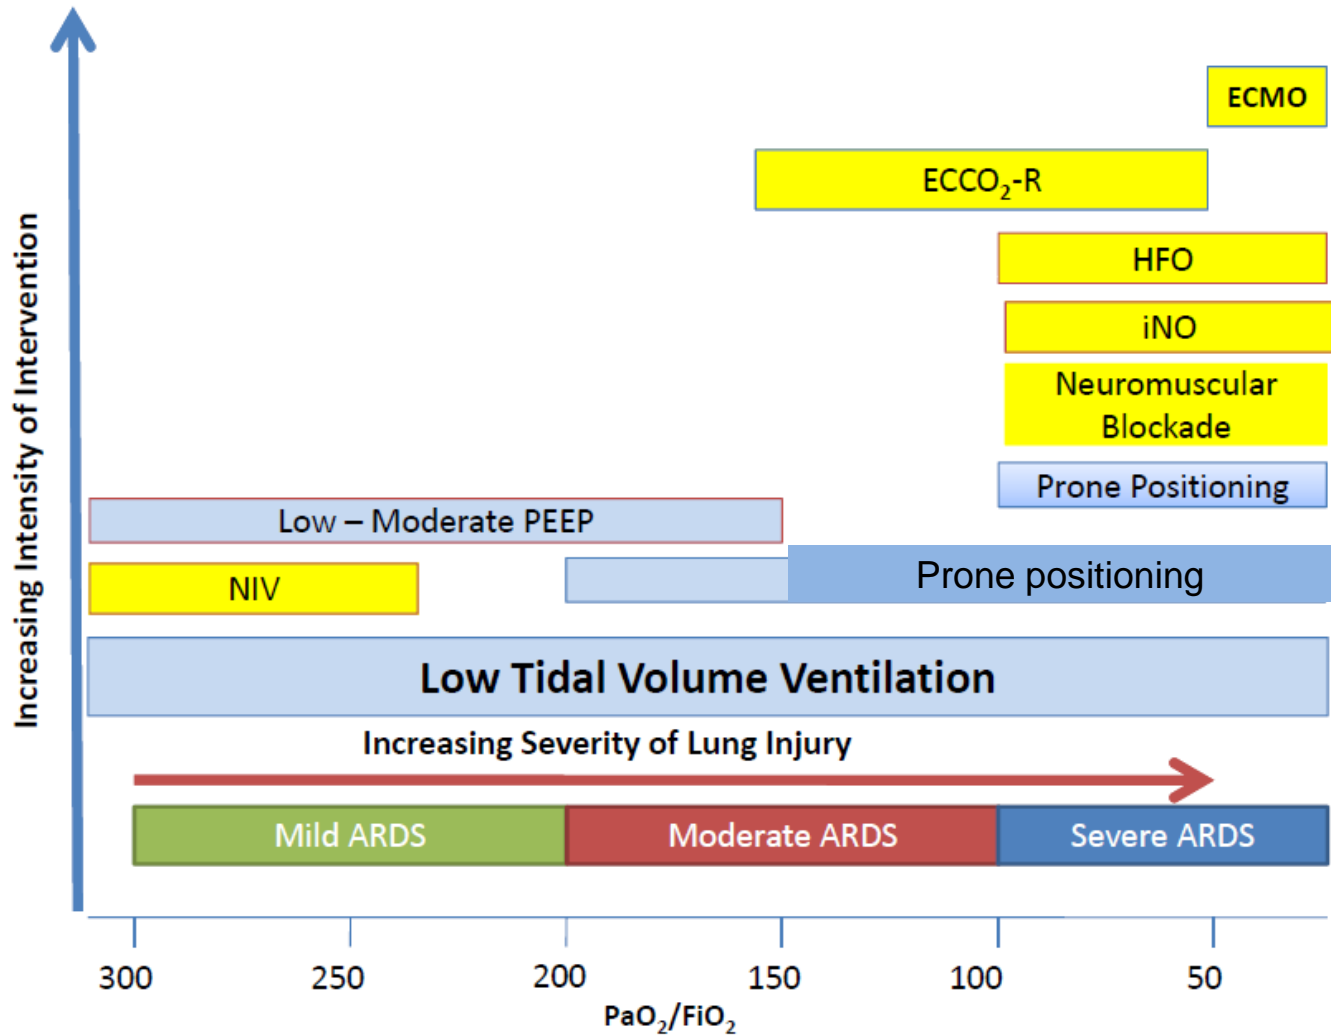 Increasing Intensity of Intervention
ECMO
ECCO₂-R
HFO
iNO
Neuromuscular
Blockade
Prone Positioning
Low – Moderate PEEP
NIV
Prone positioning
Low Tidal Volume Ventilation
Increasing Severity of Lung Injury
Mild ARDS
Moderate ARDS
Severe ARDS
300
250
200
150
100
50
PaO₂/FiO₂